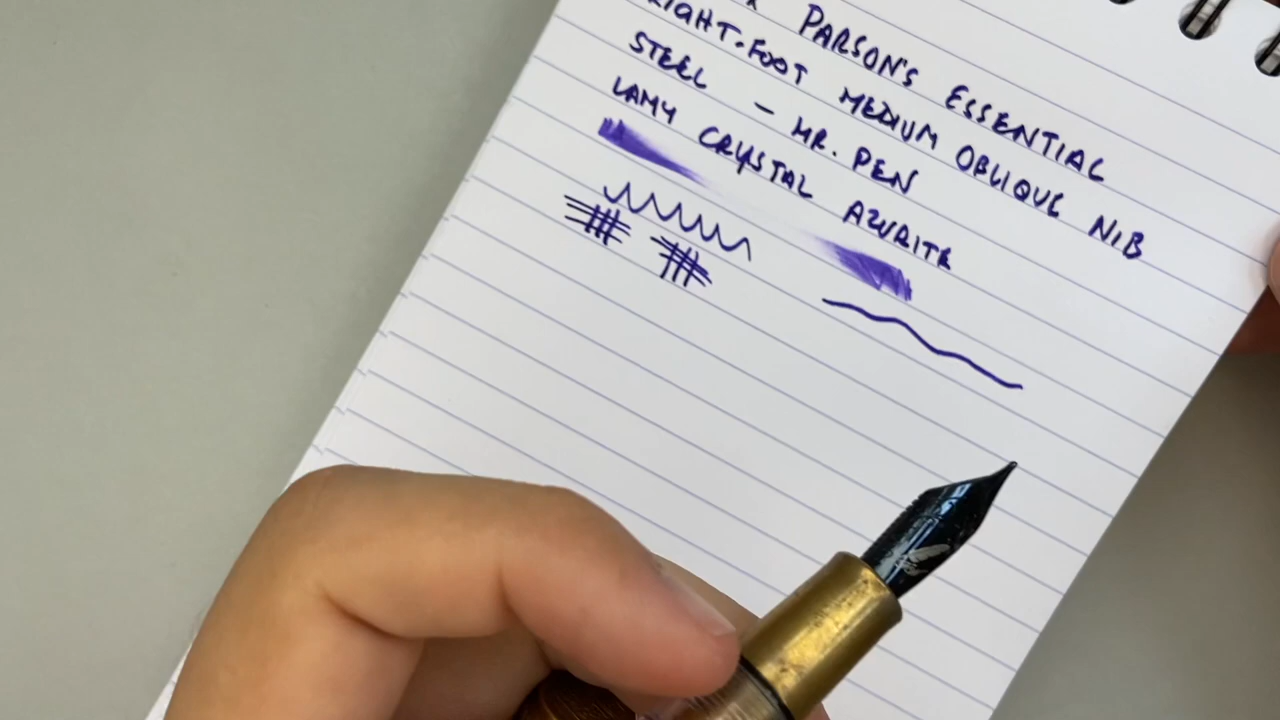 PARSON'S ESSENTIAL
RIGHT-FOOT MEDIUM OBLIQUE NIB
STEEL - MR. PEN
LAMY CRYSTAL AZURITE